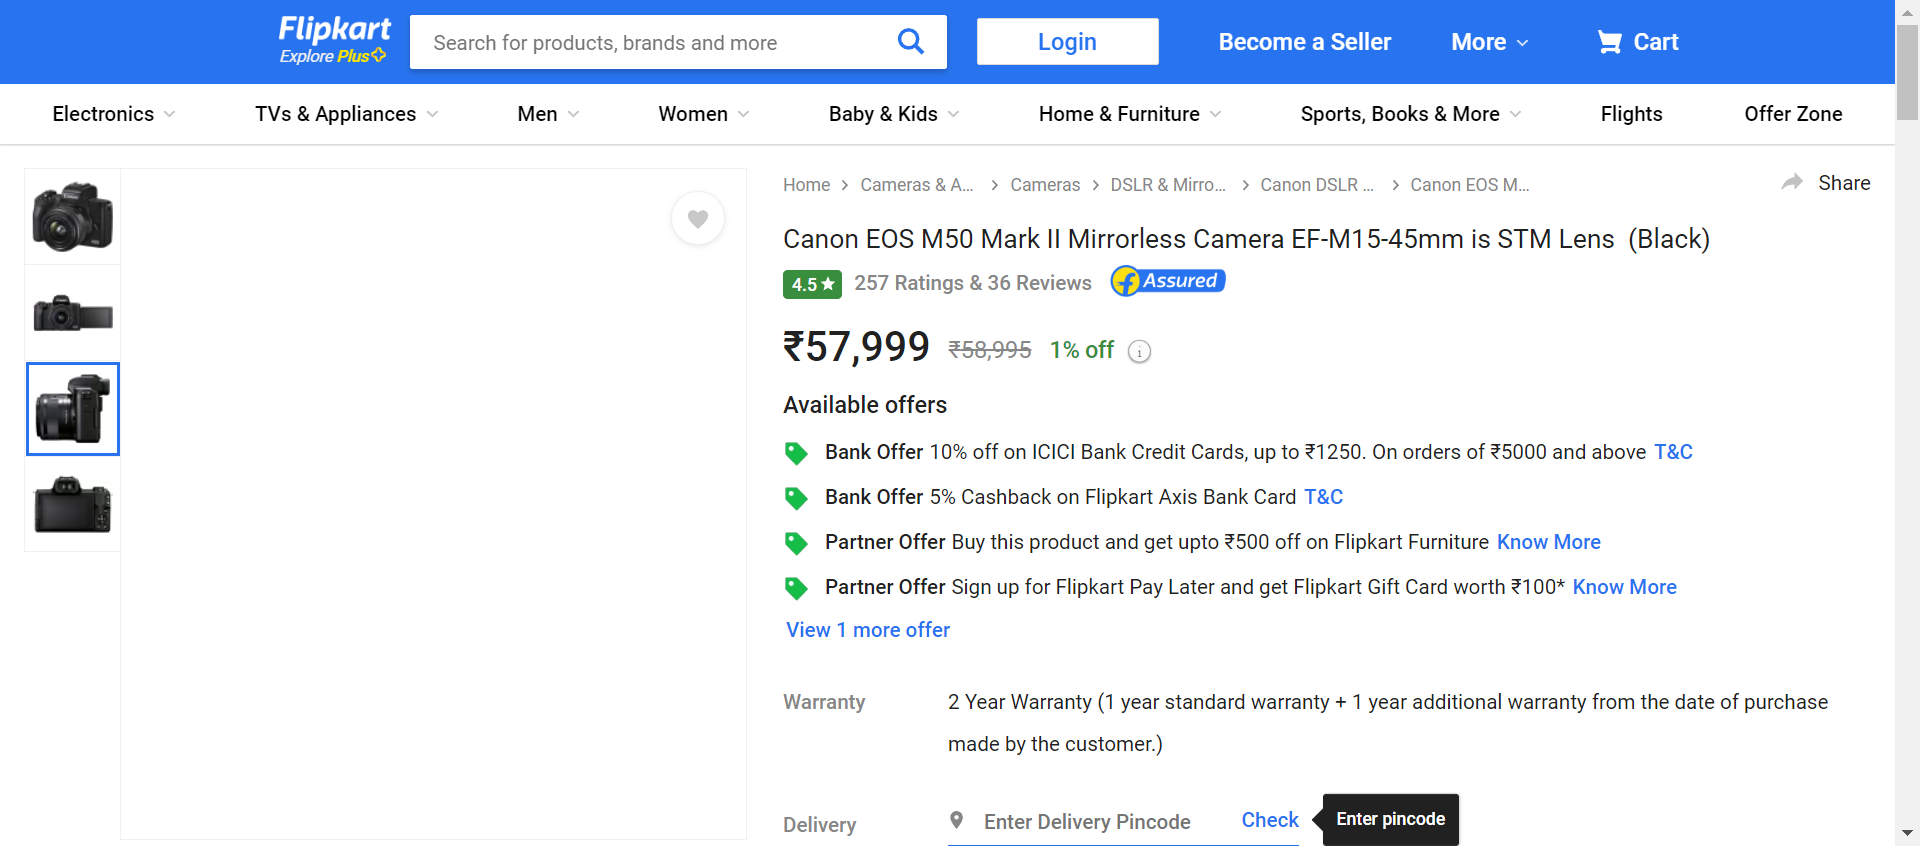 Flipkart
Explore Plus
Search for products, brands and more
Login
Become a Seller
More
Cart
Electronics
TVs & Appliances
Men
Women
Baby & Kids
Home & Furniture
Sports, Books & More
Flights
Offer Zone
Home
Cameras & A...
Cameras
DSLR & Mirro...
Canon DSLR ...
Canon EOS M...
Share
Canon EOS M50 Mark II Mirrorless Camera EF-M15-45mm is STM Lens (Black)
4.5★ 257 Ratings & 36 Reviews
f Assured
₹57,999 ₹58,995 1% off i
Available offers
Bank Offer 10% off on ICICI Bank Credit Cards, up to ₹1250. On orders of ₹5000 and above T&C
Bank Offer 5% Cashback on Flipkart Axis Bank Card T&C
Partner Offer Buy this product and get upto ₹500 off on Flipkart Furniture Know More
Partner Offer Sign up for Flipkart Pay Later and get Flipkart Gift Card worth ₹100* Know More
View 1 more offer
Warranty
2 Year Warranty (1 year standard warranty + 1 year additional warranty from the date of purchase
made by the customer.)
Delivery
Enter Delivery Pincode
Check
Enter pincode